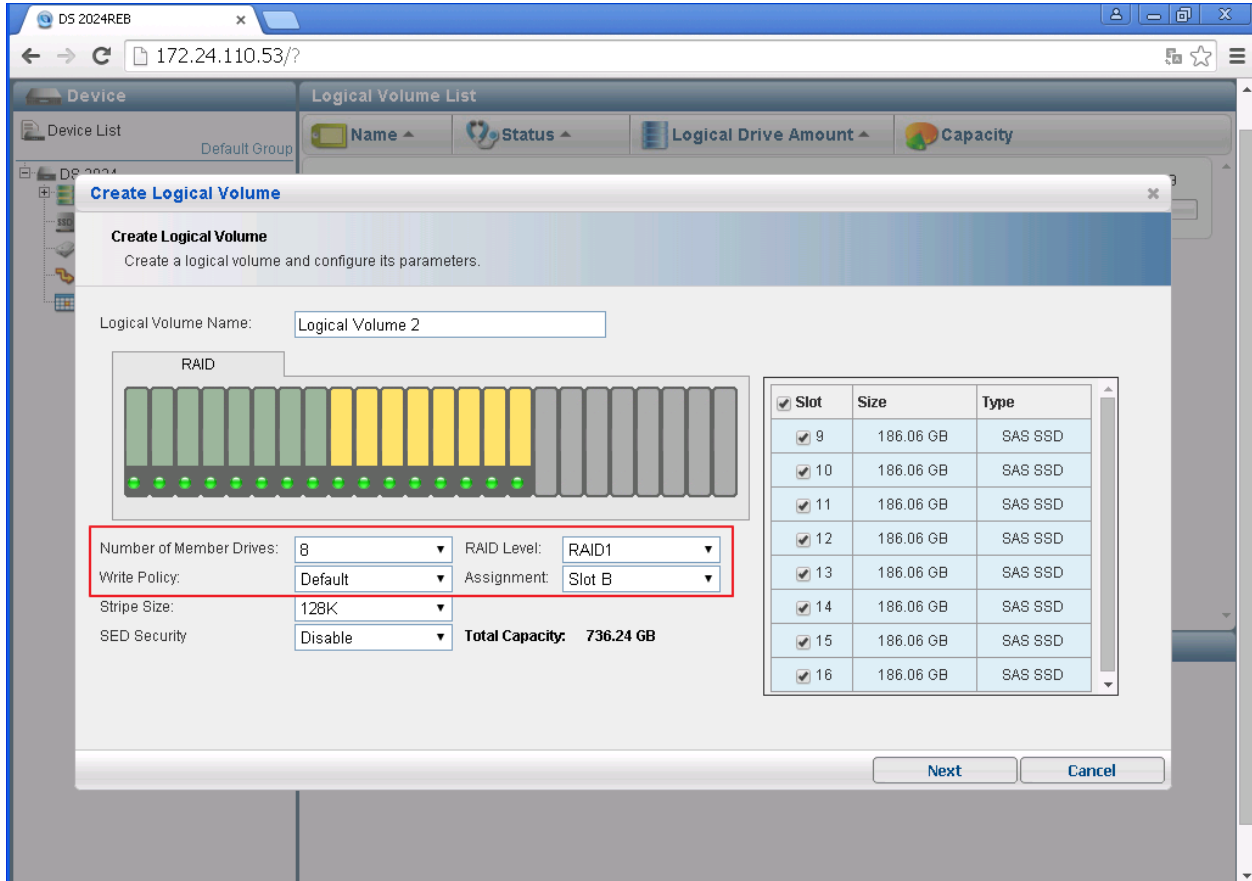 DS 2024REB
172.24.110.53/?
Device
Logical Volume List
Device List
Default Group
Name
Status
Logical Drive Amount
Capacity
DS 2024
Create Logical Volume
Create Logical Volume
Create a logical volume and configure its parameters.
Logical Volume Name: Logical Volume 2
RAID
Slot Size Type
9 186.06 GB SAS SSD
10 186.06 GB SAS SSD
11 186.06 GB SAS SSD
12 186.06 GB SAS SSD
13 186.06 GB SAS SSD
14 186.06 GB SAS SSD
15 186.06 GB SAS SSD
16 186.06 GB SAS SSD
Number of Member Drives: 8 RAID Level: RAID1
Write Policy: Default Assignment: Slot B
Stripe Size: 128K
SED Security Disable Total Capacity: 736.24 GB
Next Cancel